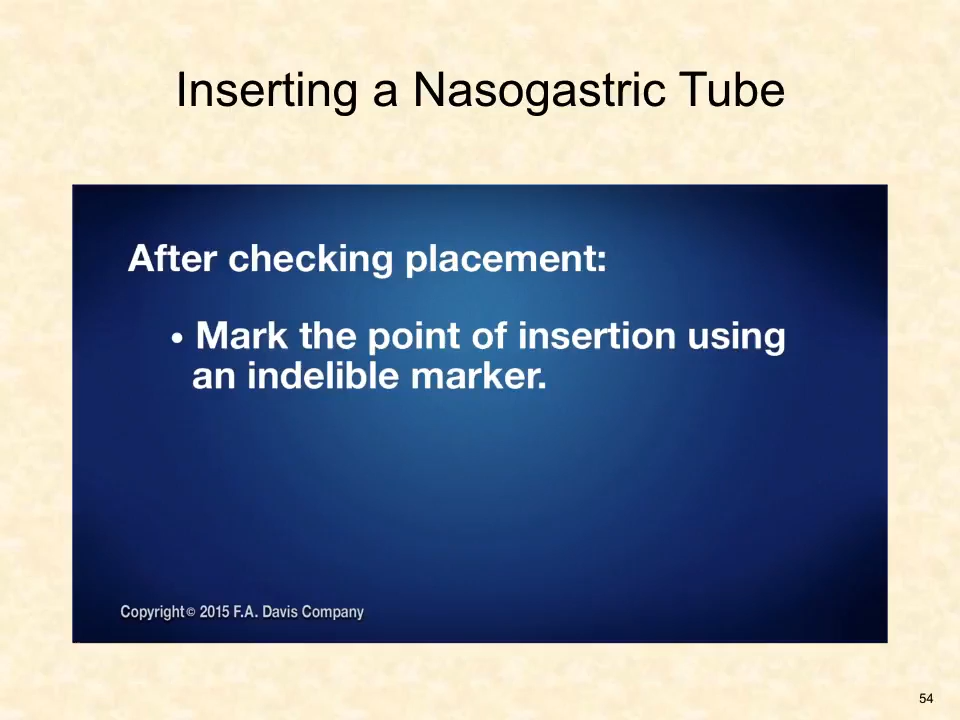 Inserting a Nasogastric Tube
After checking placement:
• Mark the point of insertion using
an indelible marker.
Copyright © 2015 F.A. Davis Company
54